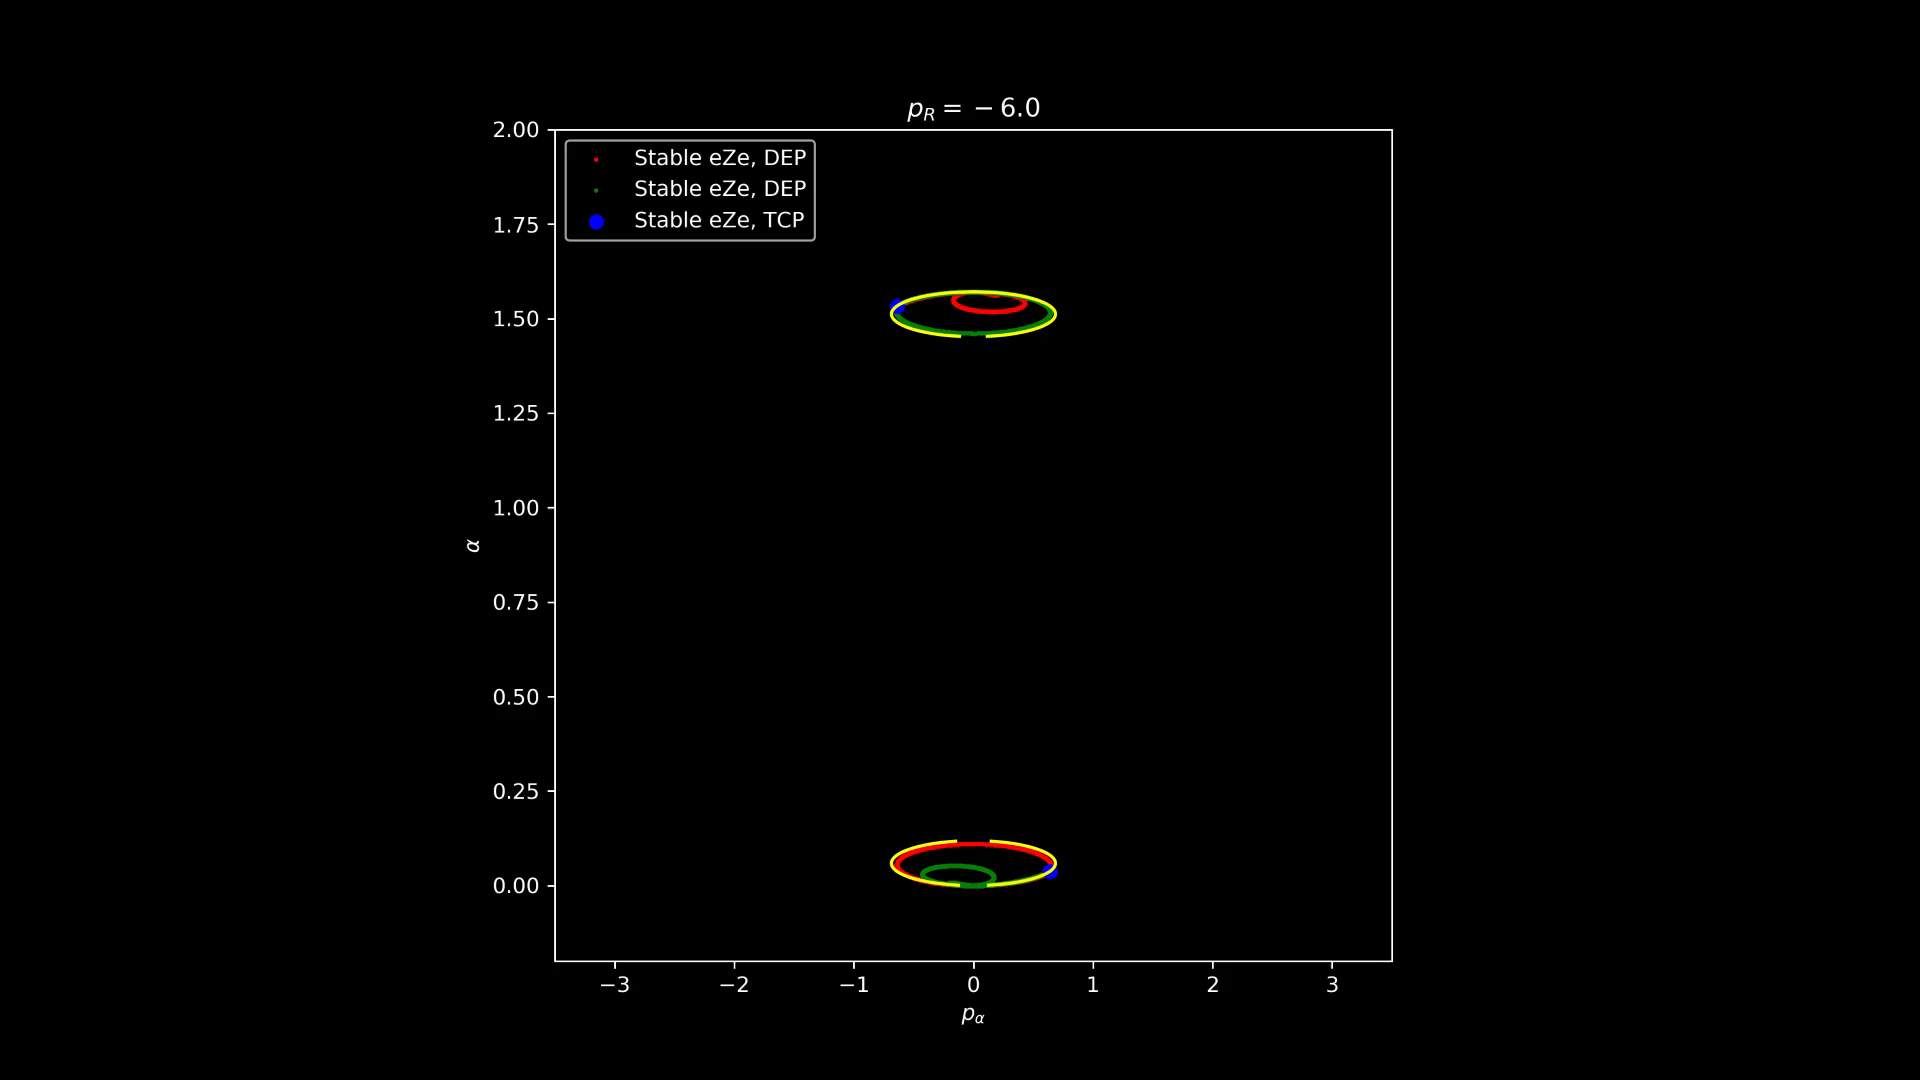 p_R = −6.0
2.00
Stable eZe, DEP
Stable eZe, DEP
Stable eZe, TCP
1.75
1.50
1.25
1.00
α
0.75
0.50
0.25
0.00
−3 −2 −1 0 1 2 3
p_α